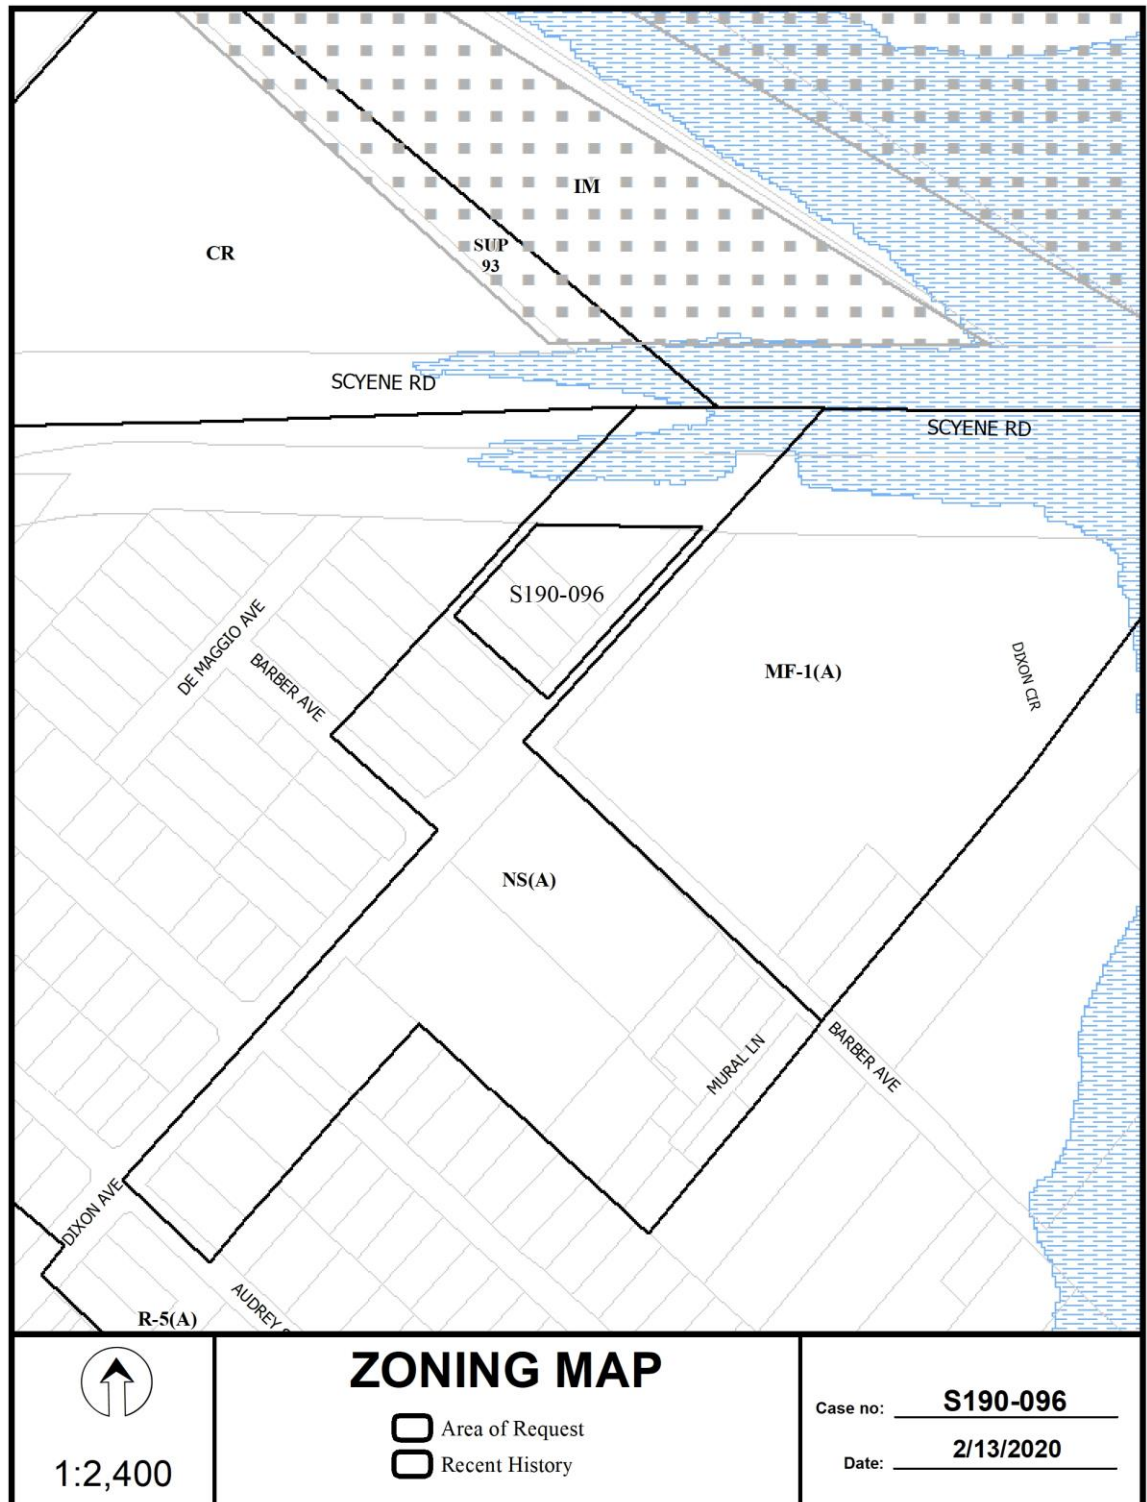 IM
CR
SUP
93
SCYENE RD
SCYENE RD
S190-096
DE MAGGIO AVE
BARBER AVE
MF-1(A)
DIXON CIR
NS(A)
MURAL LN
BARBER AVE
DIXON AVE
AUDREY
R-5(A)
ZONING MAP
Area of Request
Recent History
1:2,400
Case no: S190-096
Date: 2/13/2020